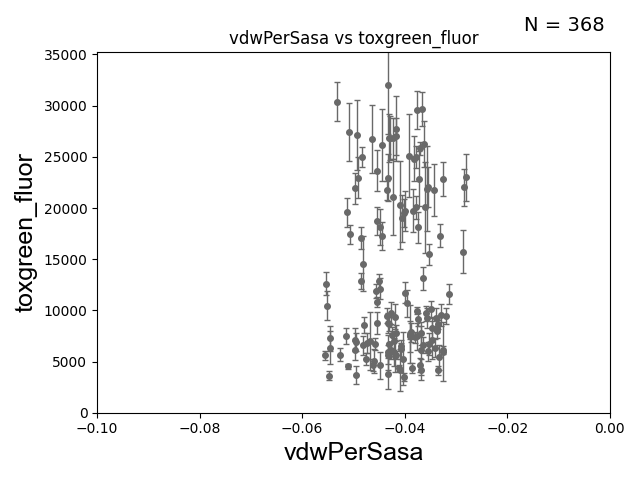 N = 368
vdwPerSasa vs toxgreen_fluor
toxgreen_fluor
35000
30000
25000
20000
15000
10000
5000
0
−0.10 −0.08 −0.06 −0.04 −0.02 0.00
vdwPerSasa